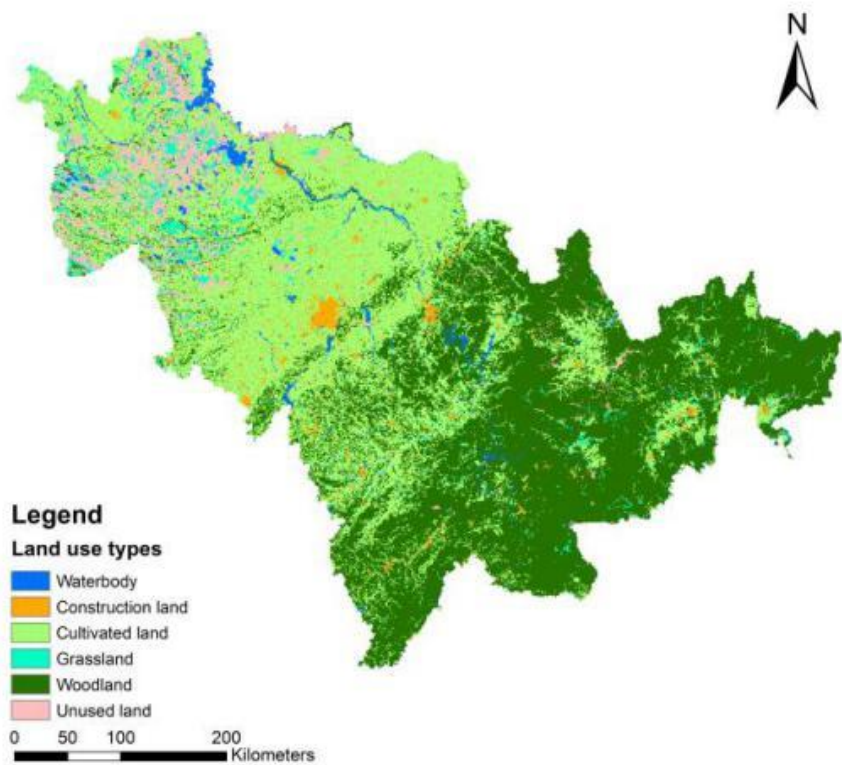 N
Legend
Land use types
Waterbody
Construction land
Cultivated land
Grassland
Woodland
Unused land
0 50 100 200
Kilometers